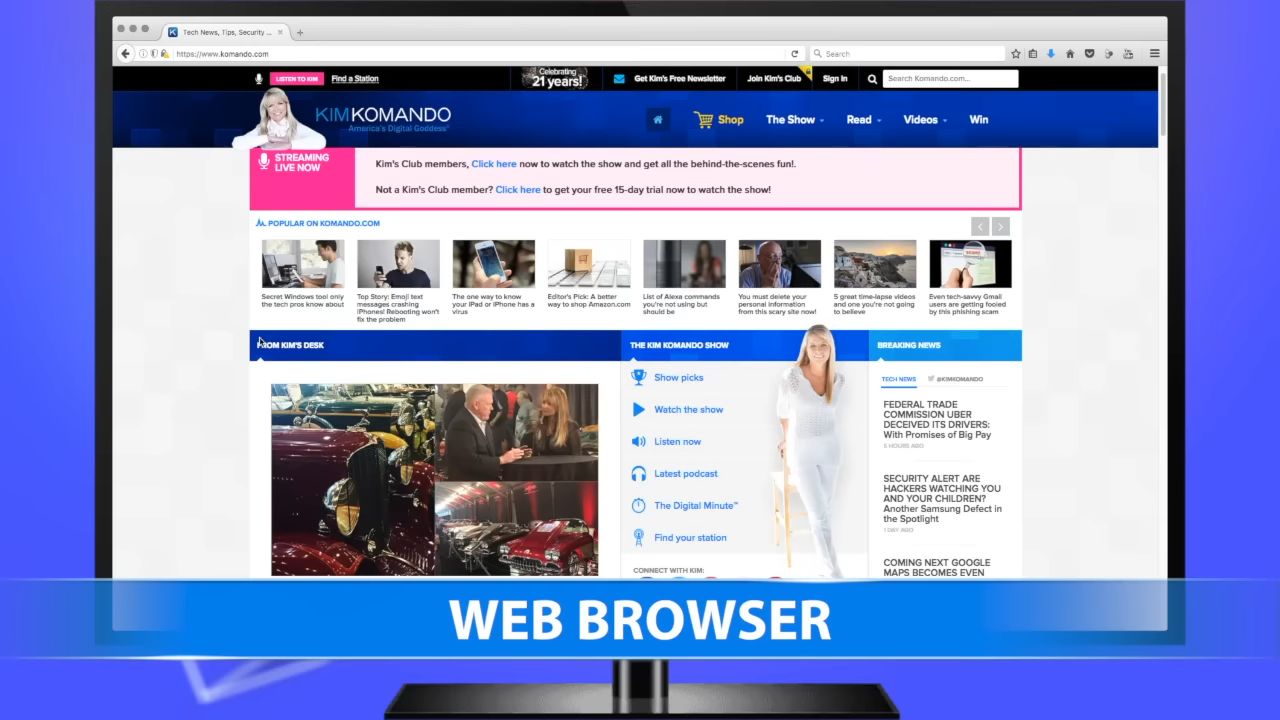 Tech News, Tips, Security ...
https://www.komando.com
Search
LISTEN TO KIM
Find a Station
Celebrating
21 years!
Get Kim's Free Newsletter
Join Kim's Club
Sign In
Search Komando.com...
KIMKOMANDO
America's Digital Goddess®
Shop
The Show
Read
Videos
Win
STREAMING
LIVE NOW
Kim's Club members, Click here now to watch the show and get all the behind-the-scenes fun!.
Not a Kim's Club member? Click here to get your free 15-day trial now to watch the show!
POPULAR ON KOMANDO.COM
Secret Windows tool only
the tech pros know about
Top Story: Emoji text
messages crashing
iPhones! Rebooting won't
fix the problem
The one way to know
your iPad or iPhone has a
virus
Editor's Pick: A better
way to shop Amazon.com
List of Alexa commands
you're not using but
should be
You must delete your
personal information
from this scary site now!
5 great time-lapse videos
and one you're not going
to believe
Even tech-savvy Gmail
users are getting fooled
by this phishing scam
FROM KIM'S DESK
THE KIM KOMANDO SHOW
Show picks
Watch the show
Listen now
Latest podcast
The Digital Minute™
Find your station
CONNECT WITH KIM:
BREAKING NEWS
TECH NEWS
@KIMKOMANDO
FEDERAL TRADE
COMMISSION UBER
DECEIVED ITS DRIVERS:
With Promises of Big Pay
5 HOURS AGO
SECURITY ALERT ARE
HACKERS WATCHING YOU
AND YOUR CHILDREN?
Another Samsung Defect in
the Spotlight
1 DAY AGO
COMING NEXT GOOGLE
MAPS BECOMES EVEN
WEB BROWSER